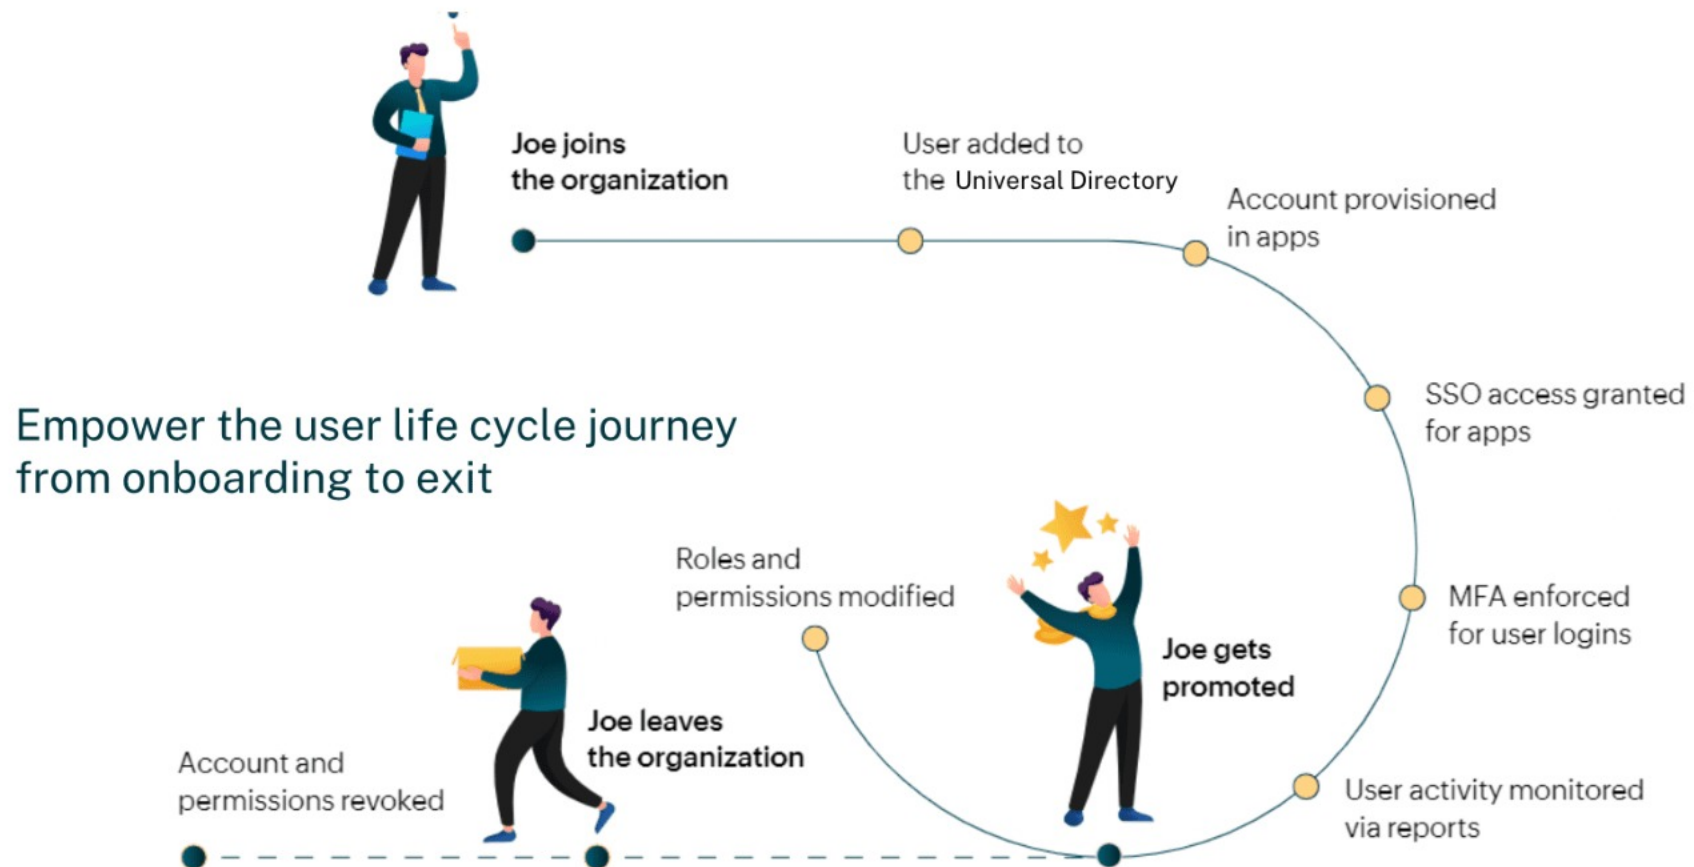 Joe joins
the organization
User added to
the Universal Directory
Account provisioned
in apps
SSO access granted
for apps
Empower the user life cycle journey
from onboarding to exit
MFA enforced
for user logins
User activity monitored
via reports
Joe gets
promoted
Roles and
permissions modified
Joe leaves
the organization
Account and
permissions revoked